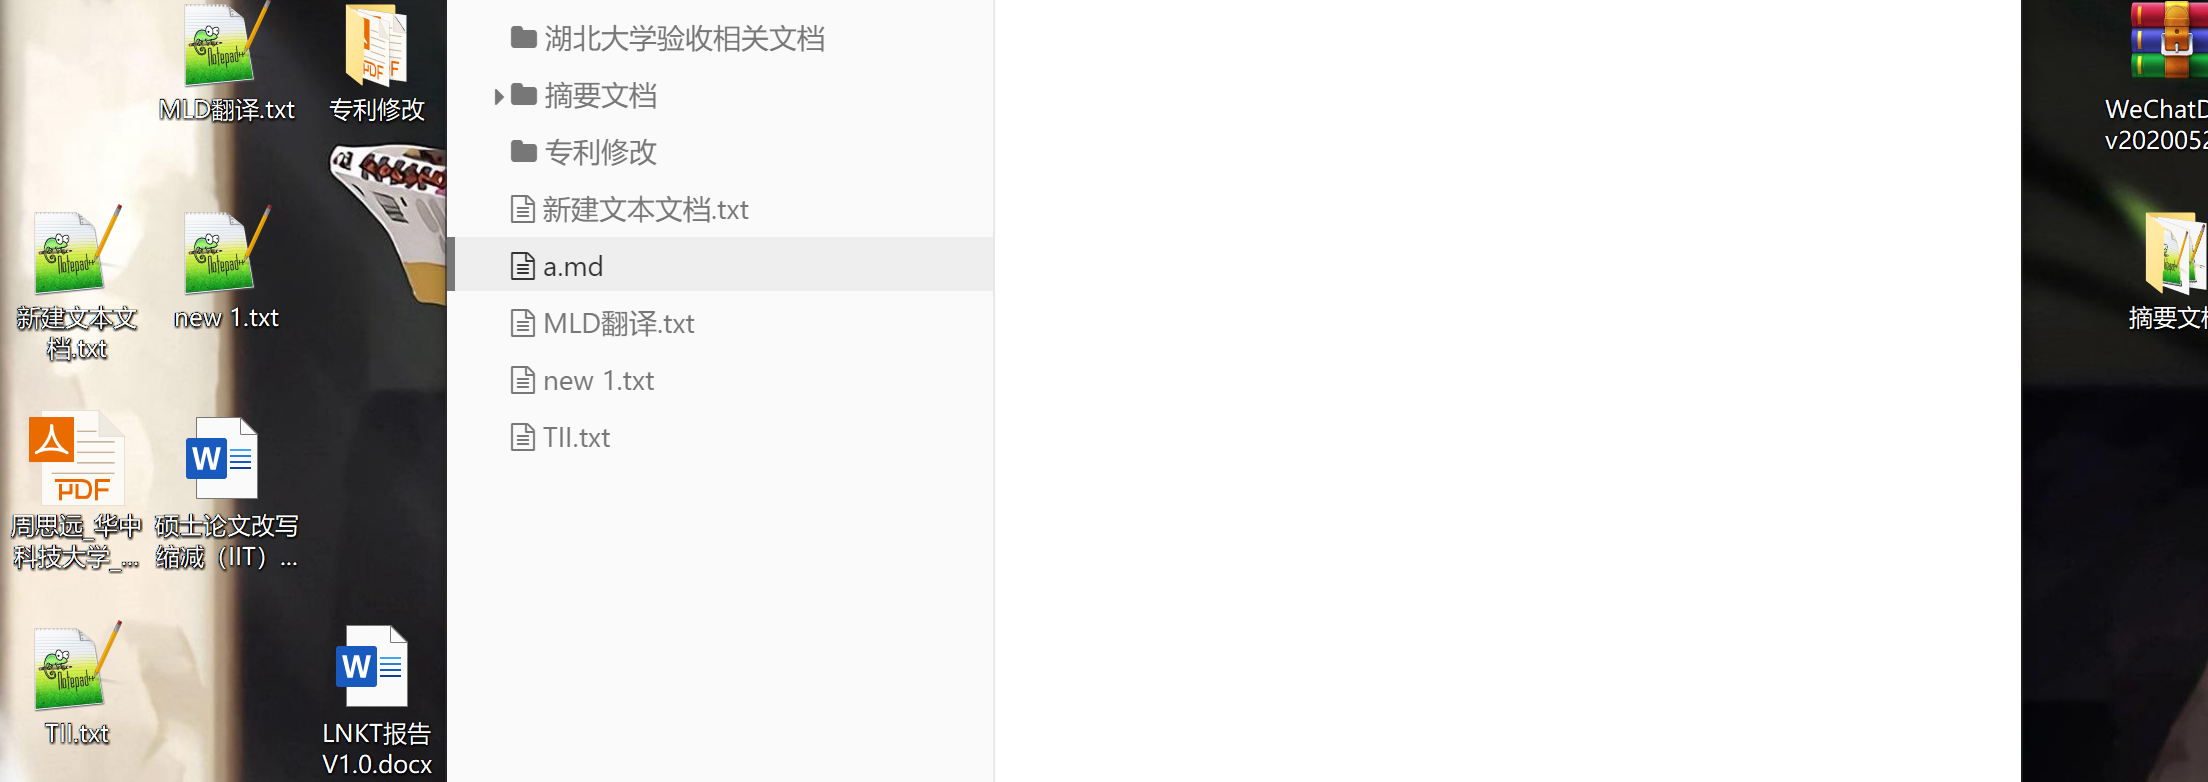 MLD翻译.txt
专利修改
新建文本文
档.txt
new 1.txt
周思远_华中
科技大学_...
硕士论文改写
缩减（IIT）...
TII.txt
LNKT报告
V1.0.docx
湖北大学验收相关文档
摘要文档
专利修改
新建文本文档.txt
a.md
MLD翻译.txt
new 1.txt
TII.txt
WeChatD
v2020052
摘要文档